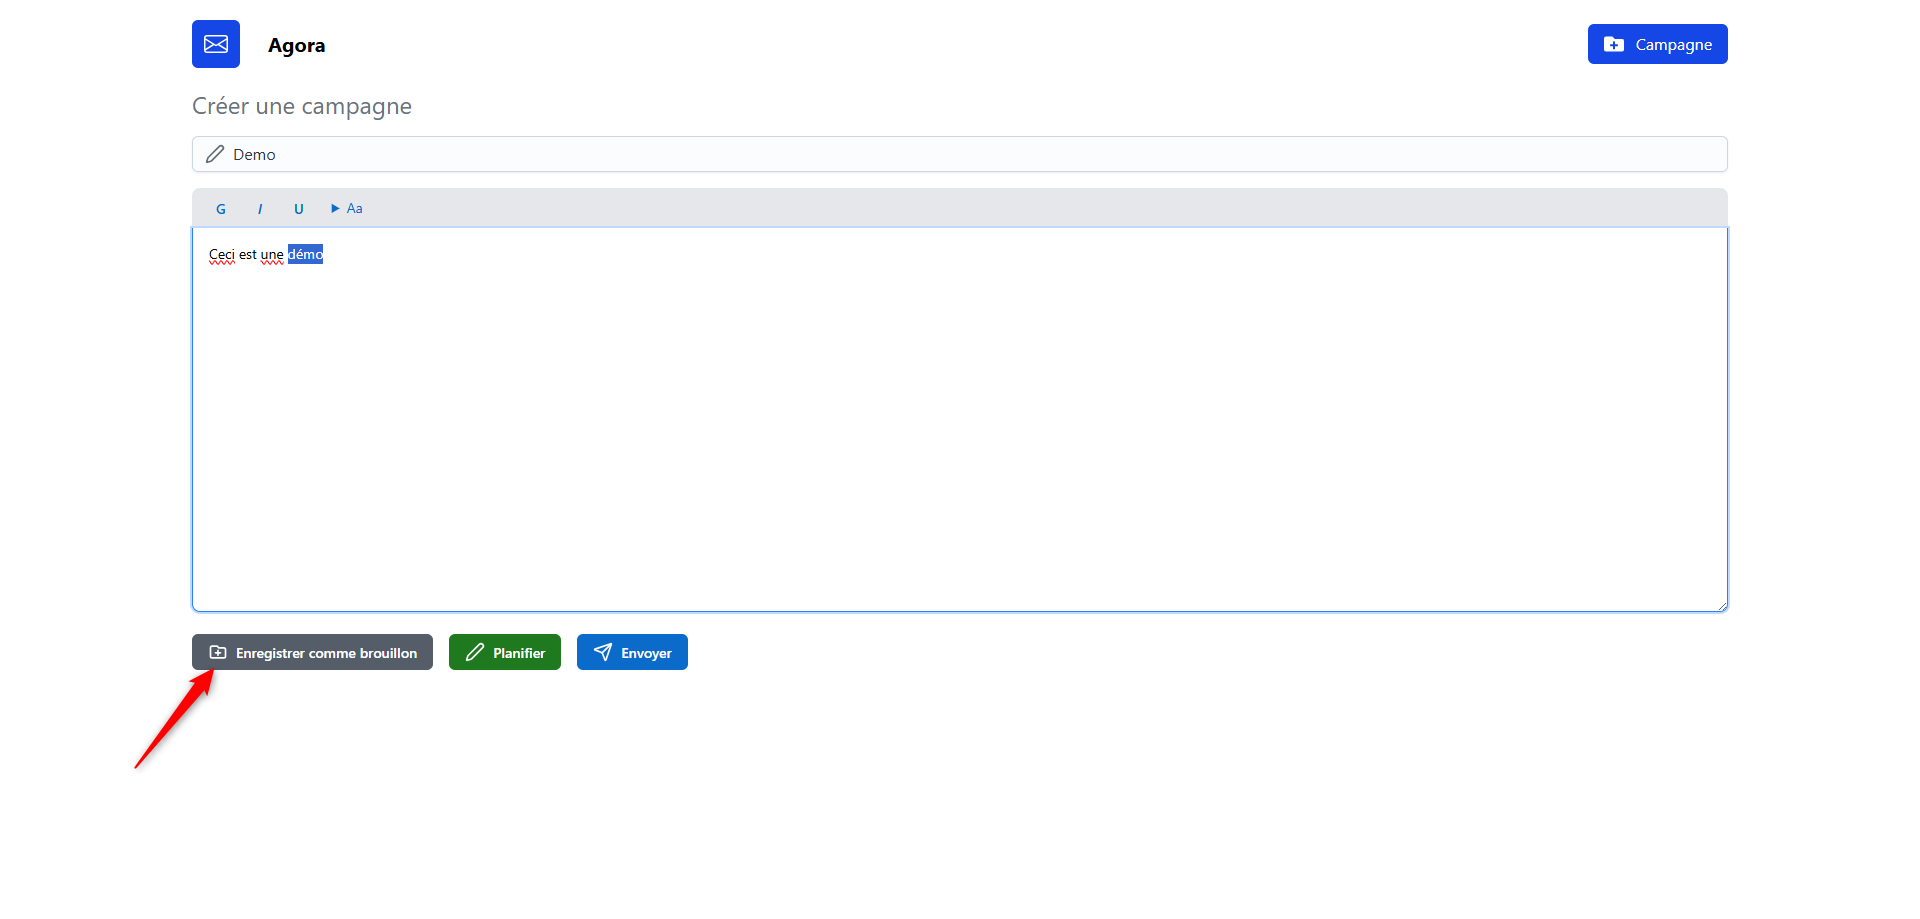 Agora
Campagne
Créer une campagne
Demo
G I U Aa
Ceci est une démo
Enregistrer comme brouillon Planifier Envoyer